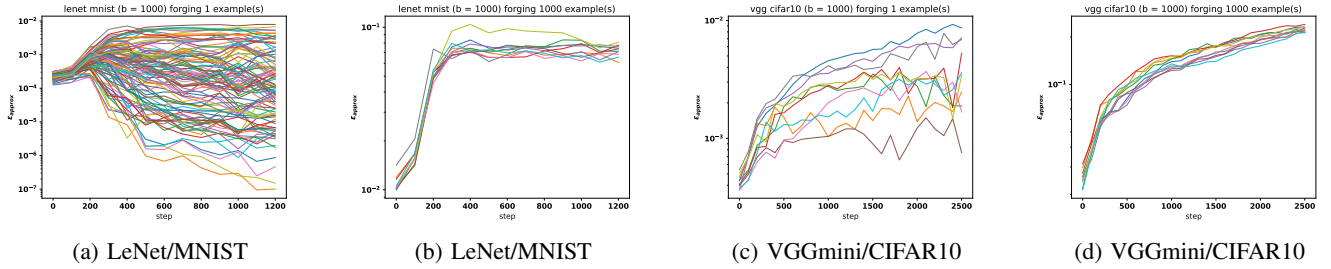 lenet mnist (b = 1000) forging 1 example(s)
10⁻²
10⁻³
10⁻⁴
10⁻⁵
10⁻⁶
10⁻⁷
ε_approx
0 200 400 600 800 1000 1200
step
(a) LeNet/MNIST
lenet mnist (b = 1000) forging 1000 example(s)
10⁻¹
10⁻²
ε_approx
0 200 400 600 800 1000 1200
step
(b) LeNet/MNIST
vgg cifar10 (b = 1000) forging 1 example(s)
10⁻²
10⁻³
ε_approx
0 500 1000 1500 2000 2500
step
(c) VGGmini/CIFAR10
vgg cifar10 (b = 1000) forging 1000 example(s)
10⁻¹
ε_approx
0 500 1000 1500 2000 2500
step
(d) VGGmini/CIFAR10